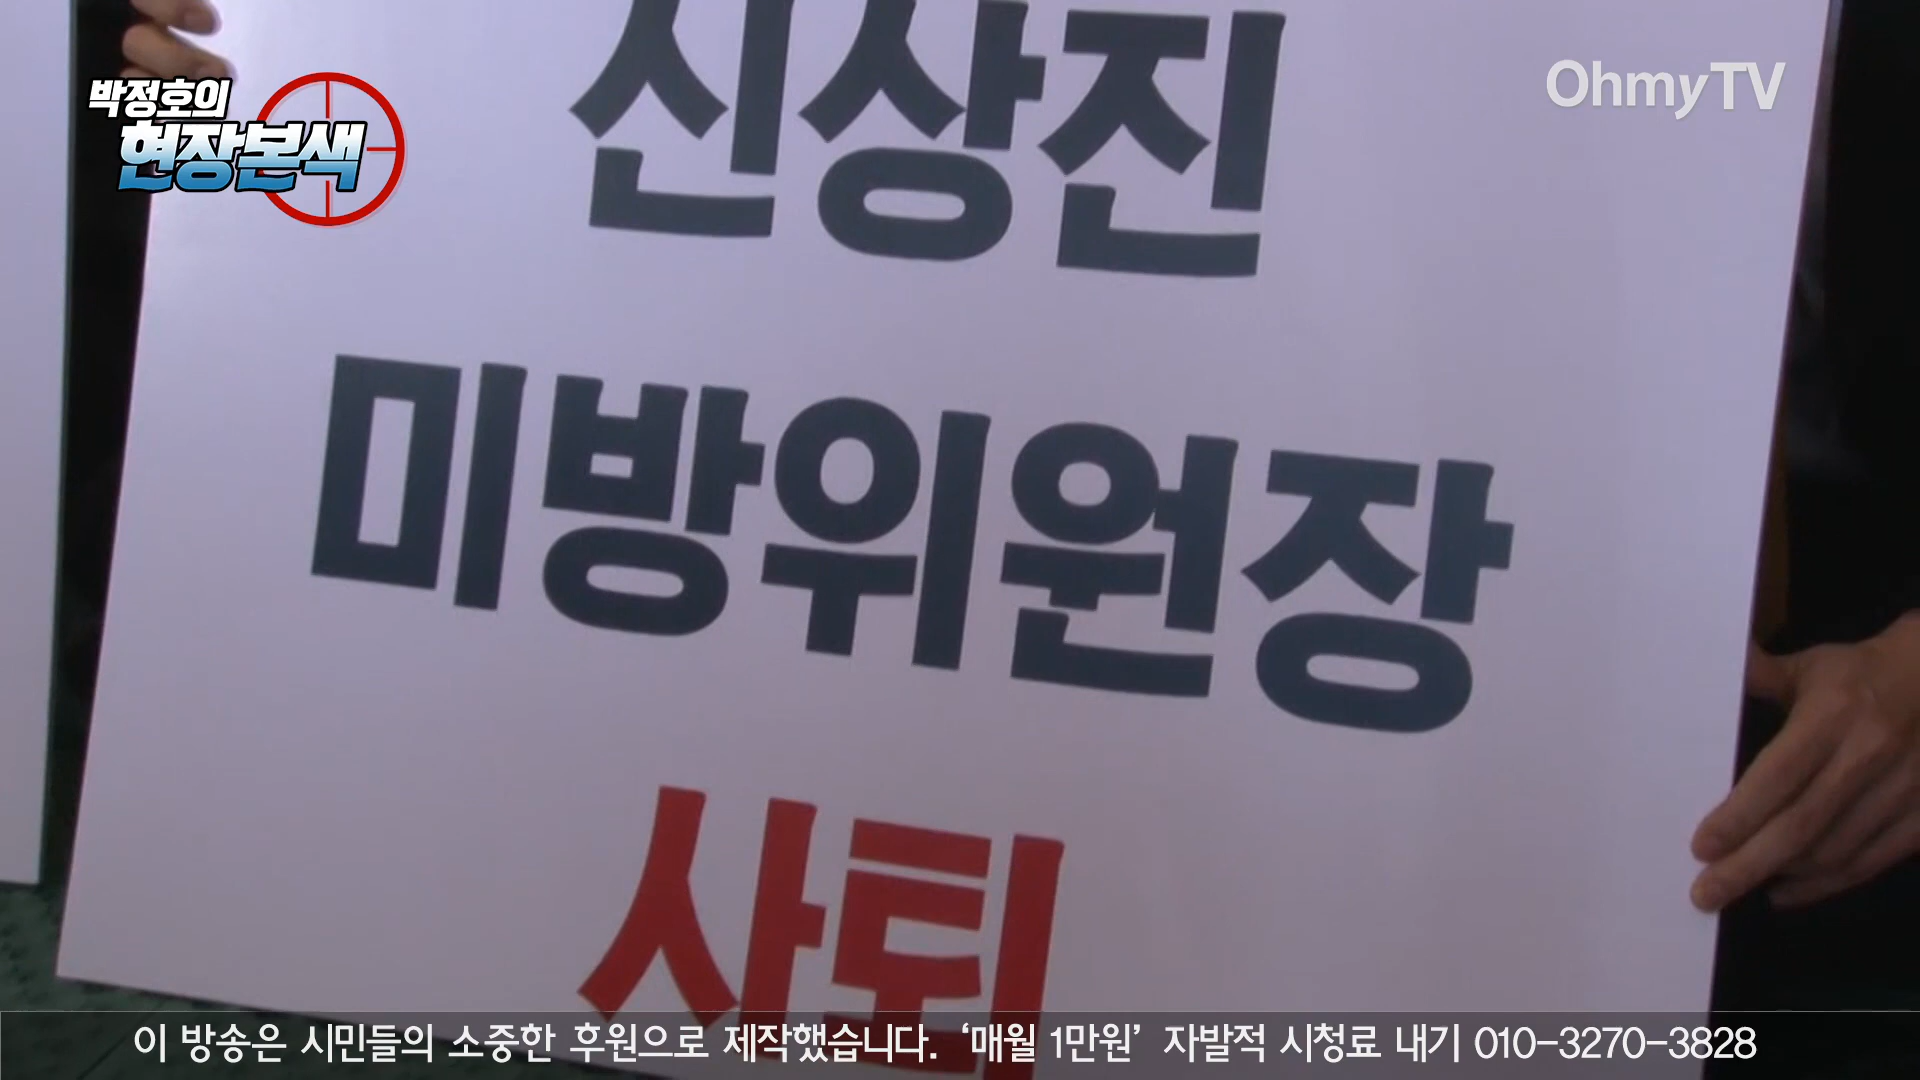 박정호의
현장본색
OhmyTV
신상진
미방위원장
사퇴
이 방송은 시민들의 소중한 후원으로 제작했습니다. ‘매월 1만원’ 자발적 시청료 내기 010-3270-3828